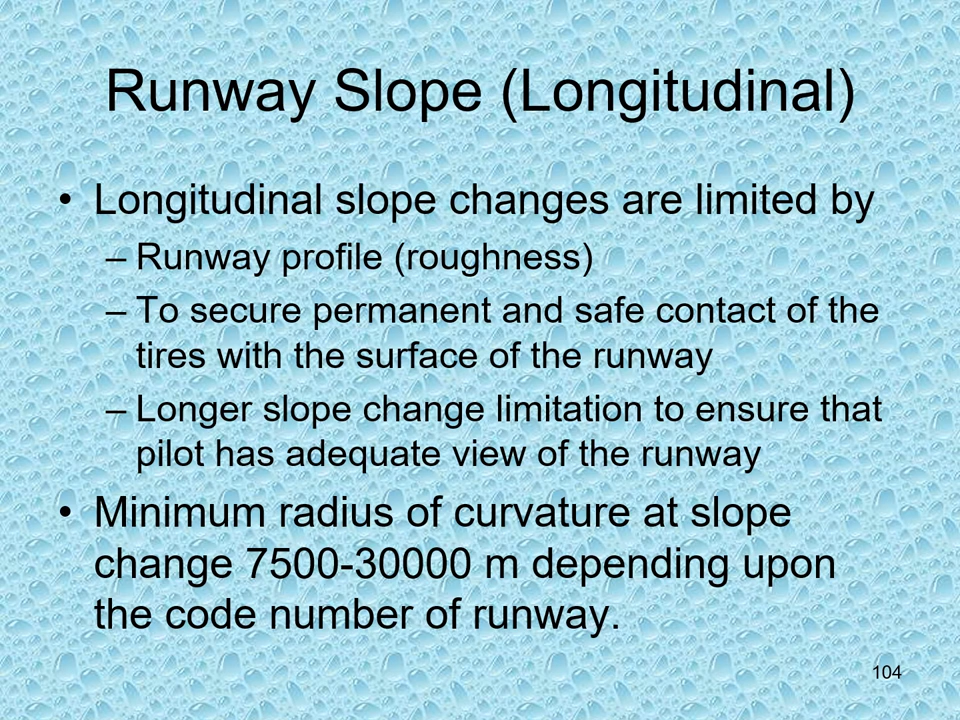 Runway Slope (Longitudinal)
• Longitudinal slope changes are limited by
– Runway profile (roughness)
– To secure permanent and safe contact of the
tires with the surface of the runway
– Longer slope change limitation to ensure that
pilot has adequate view of the runway
• Minimum radius of curvature at slope
change 7500-30000 m depending upon
the code number of runway.
104